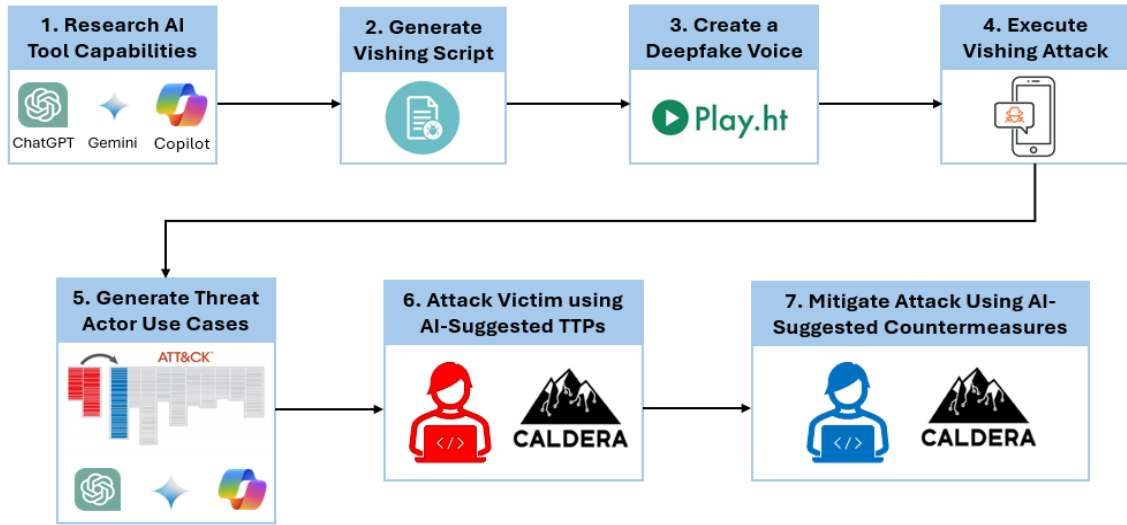 1. Research AI
Tool Capabilities
ChatGPT
Gemini
Copilot
2. Generate
Vishing Script
3. Create a
Deepfake Voice
Play.ht
4. Execute
Vishing Attack
5. Generate Threat
Actor Use Cases
ATT&CK™
6. Attack Victim using
AI-Suggested TTPs
</>
CALDERA
7. Mitigate Attack Using AI-
Suggested Countermeasures
</>
CALDERA